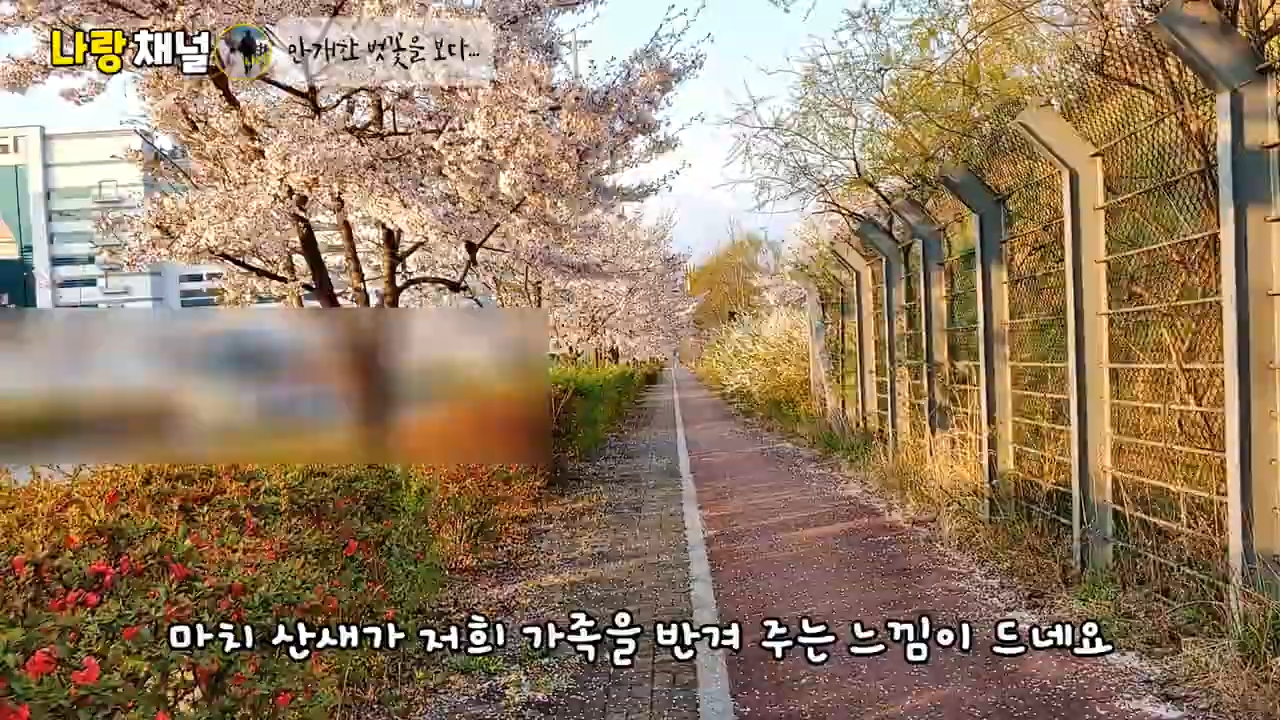 나랑채널 만개한 벚꽃을 보다...
마치 산새가 저희 가족을 반겨 주는 느낌이 드네요